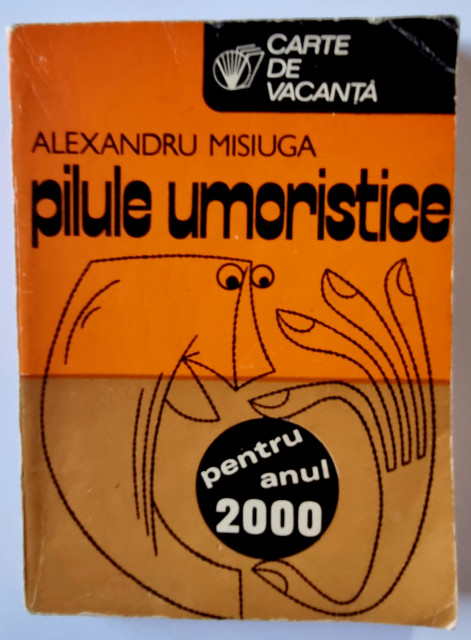 CARTE
DE
VACANȚĂ
ALEXANDRU MISIUGA
pilule umoristice
pentru
anul
2000